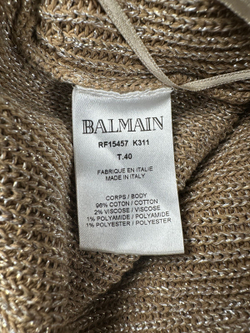 BALMAIN
RF15457 K311
T.40
FABRIQUE EN ITALIE
MADE IN ITALY
CORPS / BODY
96% COTON / COTTON
2% VISCOSE / VISCOSE
1% POLYAMIDE / POLYAMIDE
1% POLYESTER / POLYESTER